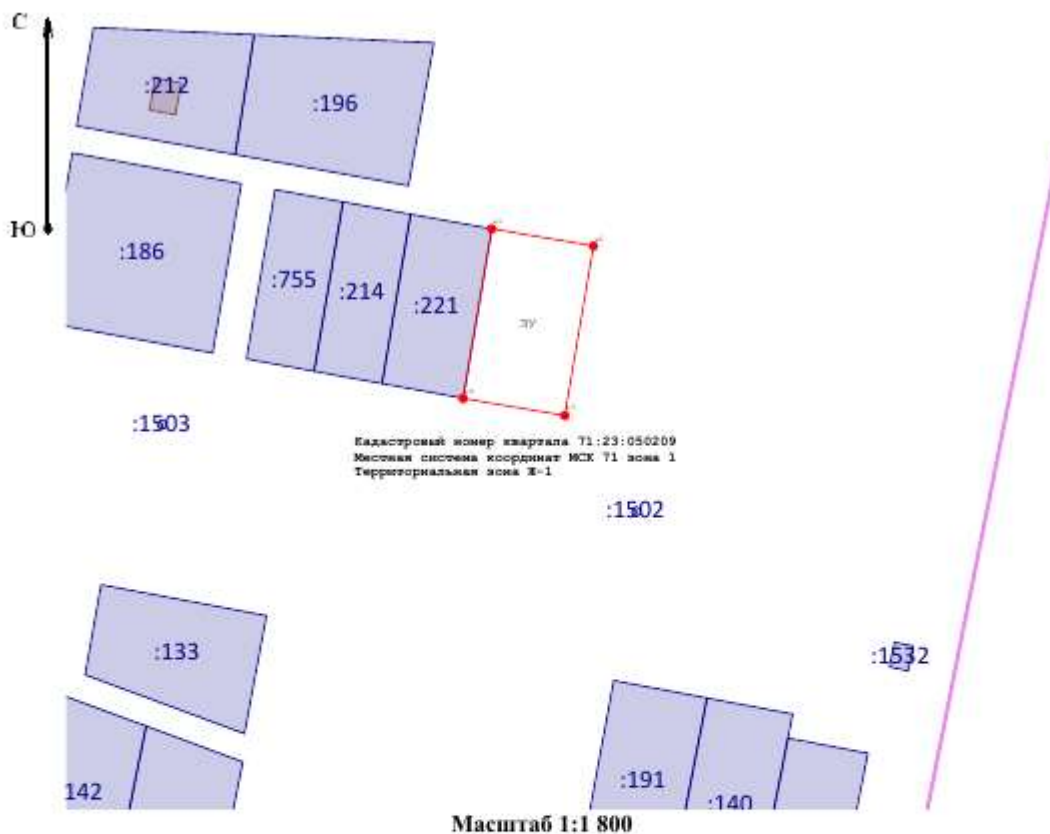 С
:212
:196
Ю
:186
:755
:214
:221
:ЗУ
:1503
Кадастровый номер квартала 71:23:050209
Местная система координат МСК 71 зона 1
Территориальная зона Ж-1
:1502
:133
:1532
:142
:191
:140
Масштаб 1:1 800